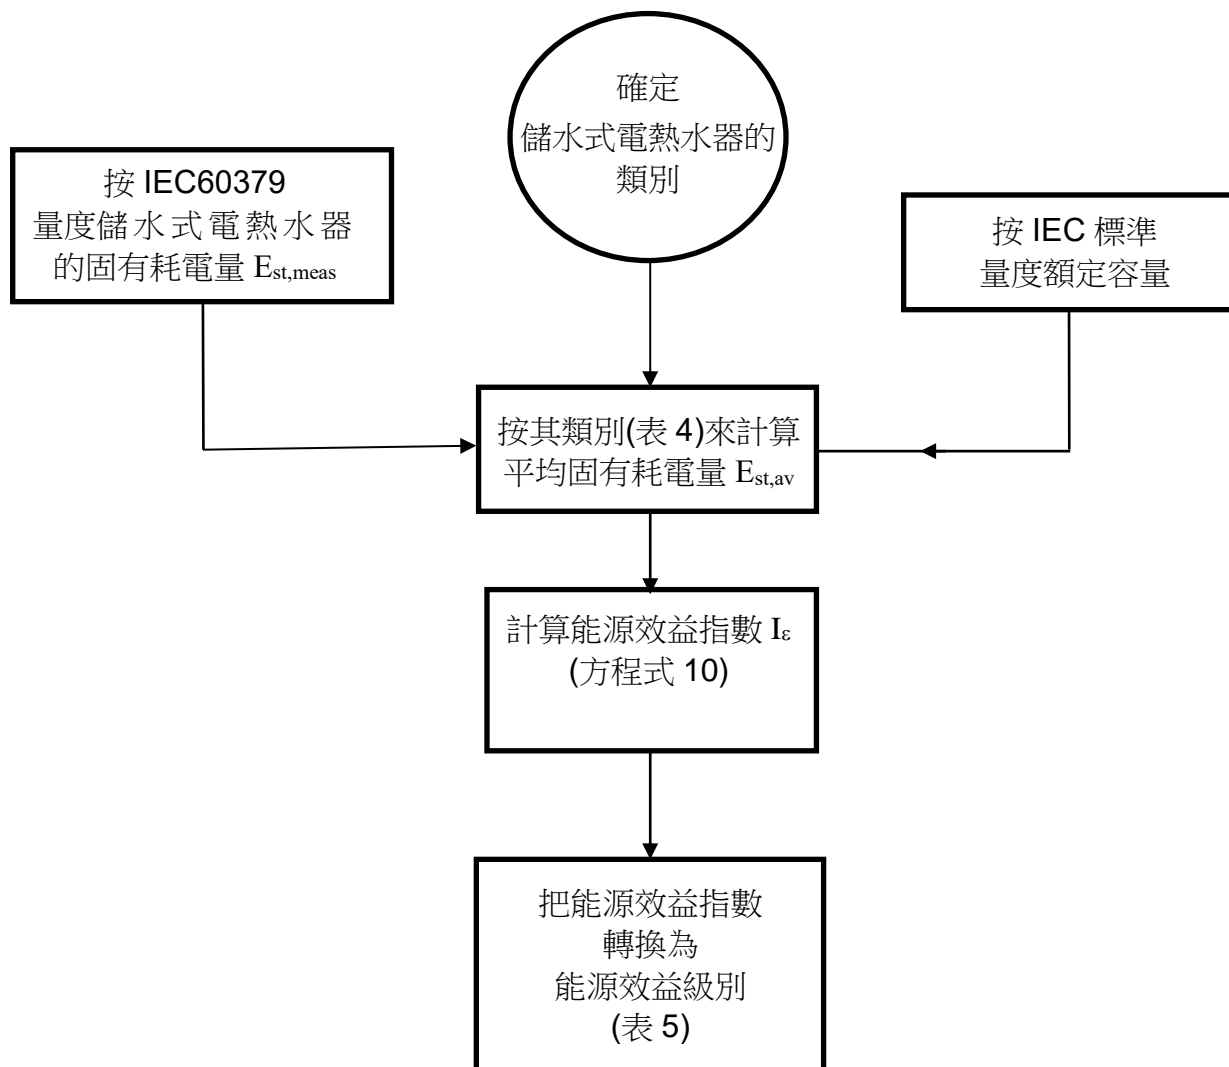 確定
儲水式電熱水器的
類別
按 IEC60379
量度儲水式電熱水器
的固有耗電量 Est,meas
按 IEC 標準
量度額定容量
按其類別(表 4)來計算
平均固有耗電量 Est,av
計算能源效益指數 Iε
(方程式 10)
把能源效益指數
轉換為
能源效益級別
(表 5)